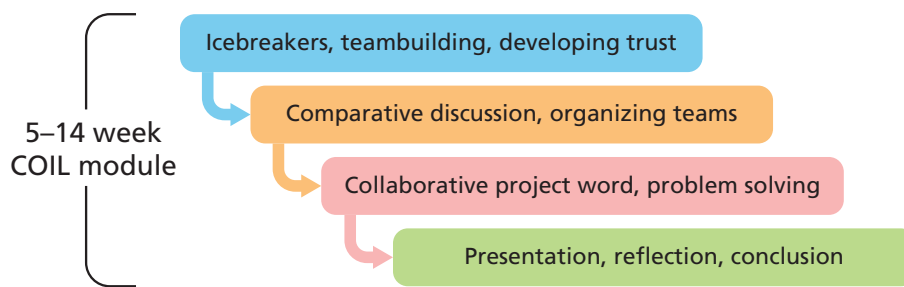 5–14 week
COIL module
Icebreakers, teambuilding, developing trust
Comparative discussion, organizing teams
Collaborative project word, problem solving
Presentation, reflection, conclusion